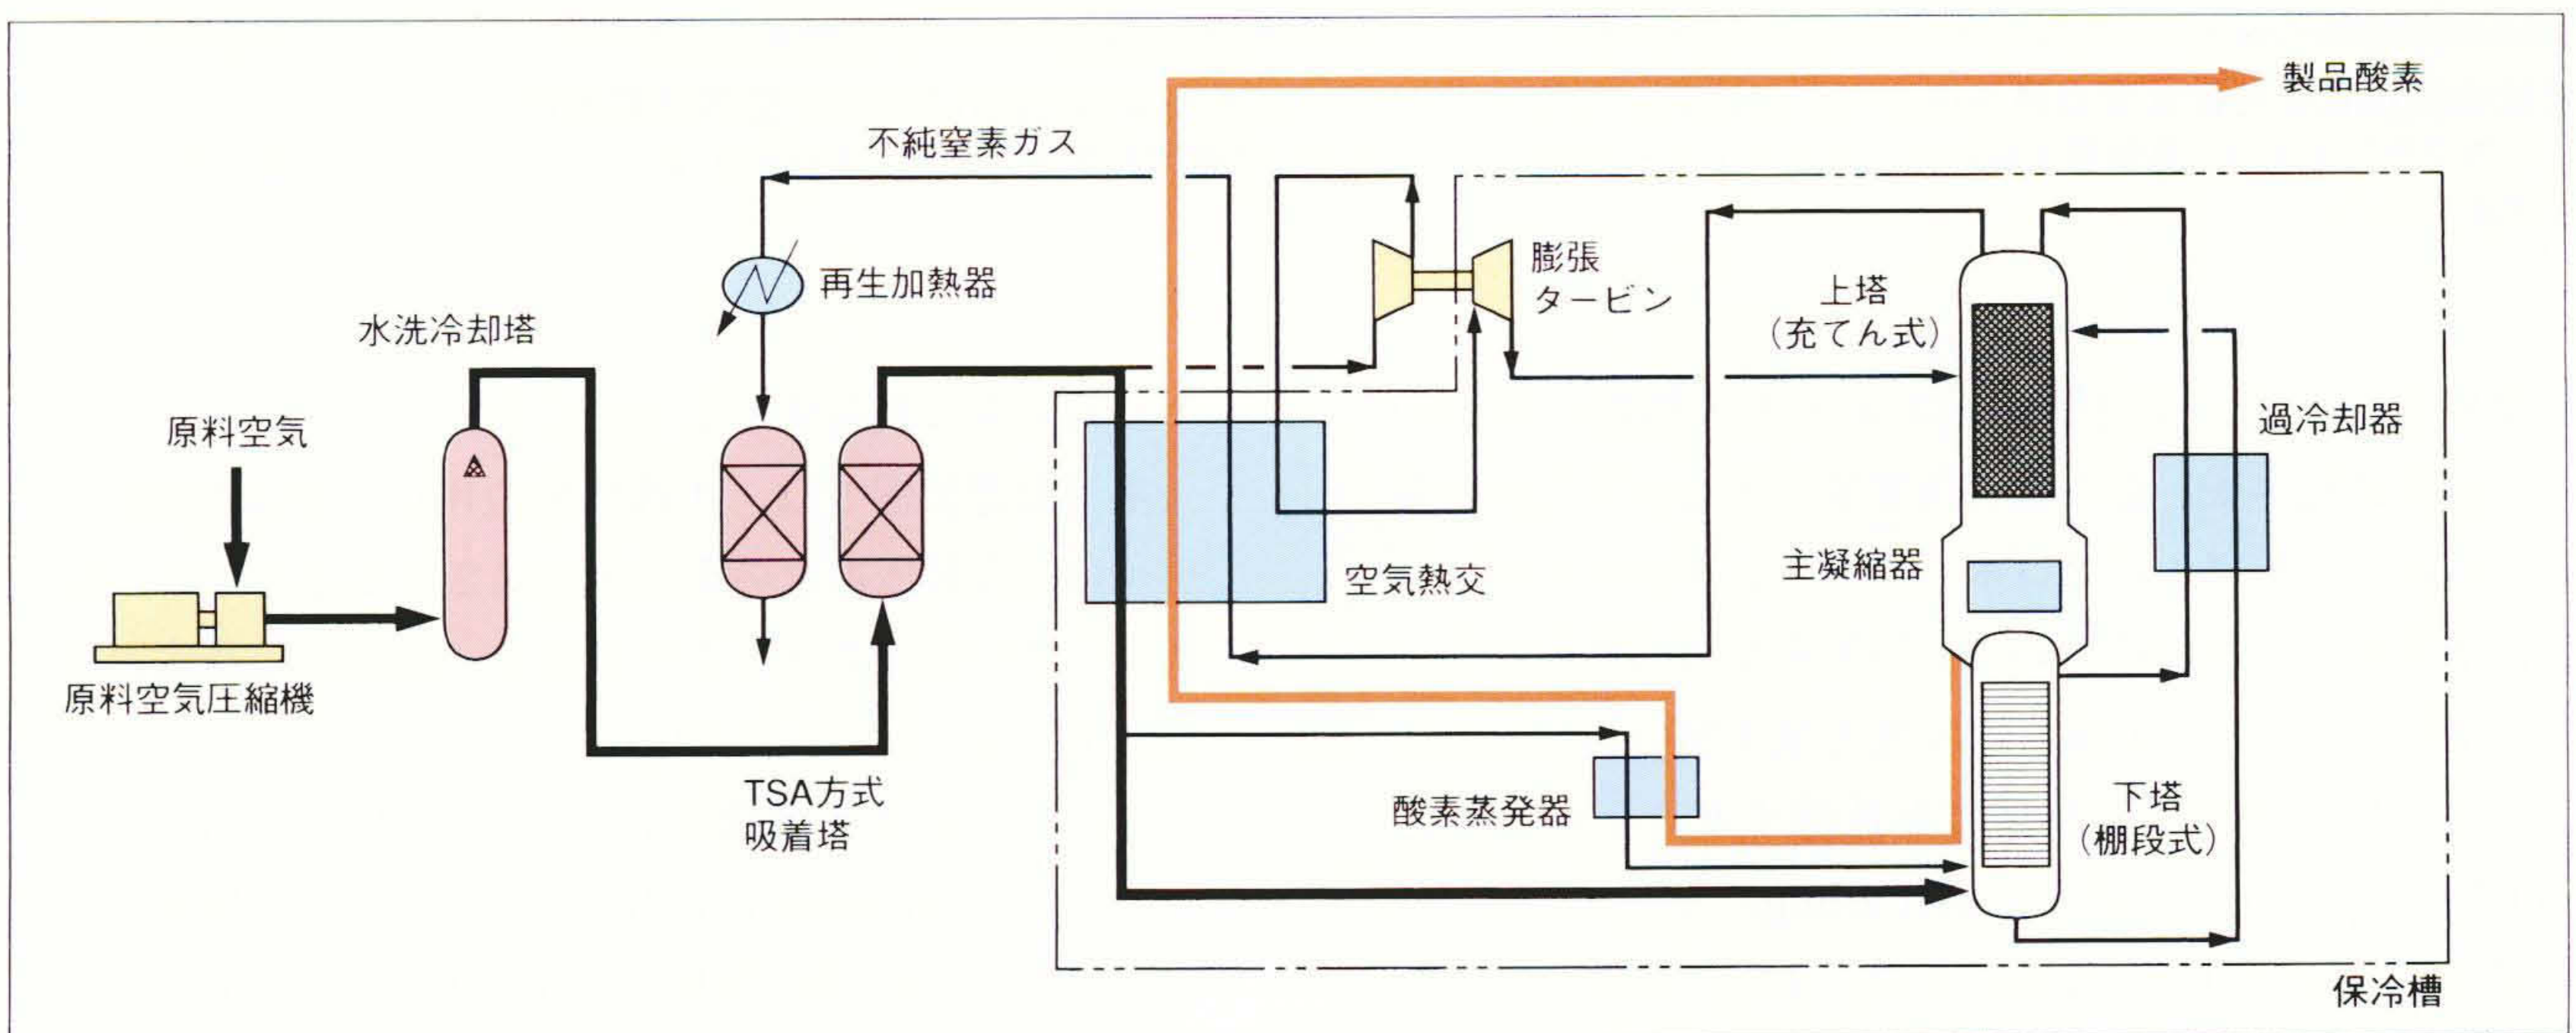 製品酸素
不純窒素ガス
再生加熱器
膨張
タービン
上塔
（充てん式）
水洗冷却塔
原料空気
過冷却器
空気熱交
主凝縮器
原料空気圧縮機
TSA方式
吸着塔
酸素蒸発器
下塔
（棚段式）
保冷槽